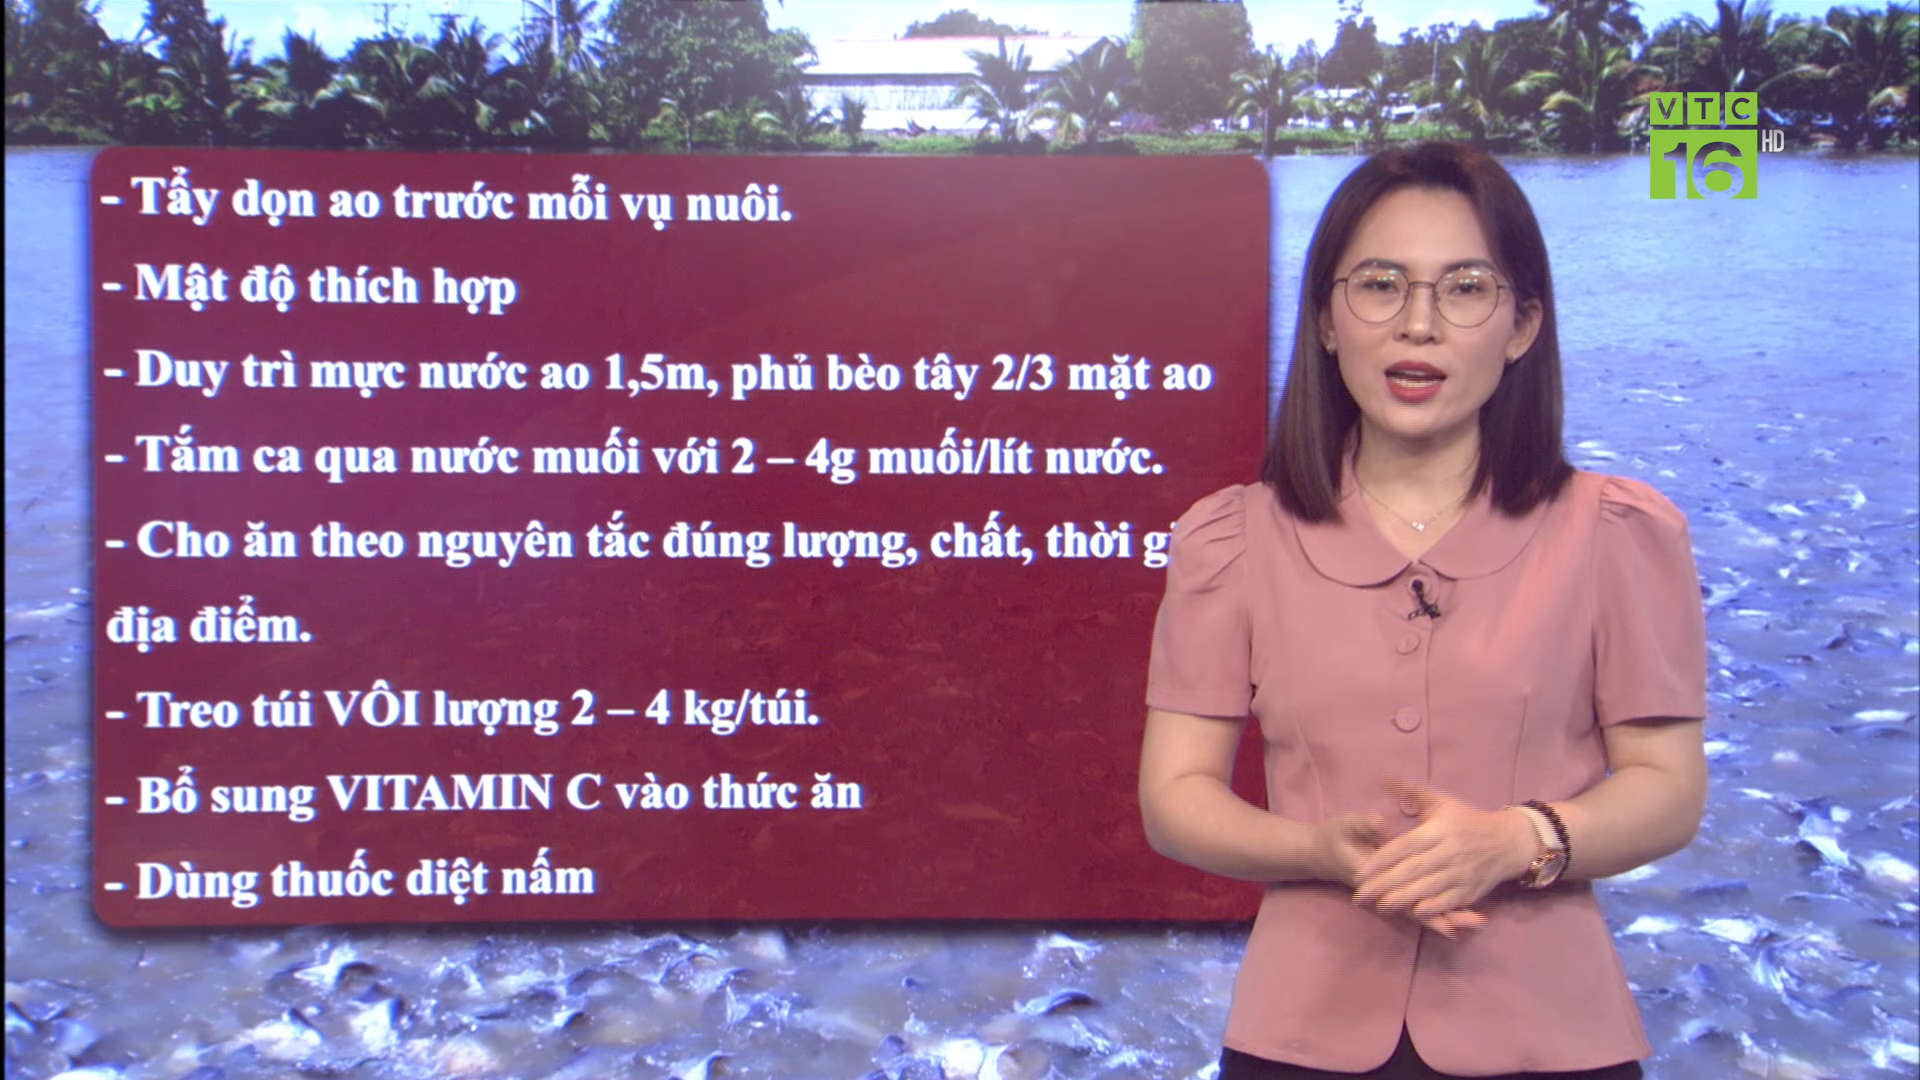 - Tẩy dọn ao trước mỗi vụ nuôi.
- Mật độ thích hợp
- Duy trì mực nước ao 1,5m, phủ bèo tây 2/3 mặt ao
- Tắm ca qua nước muối với 2 – 4g muối/lít nước.
- Cho ăn theo nguyên tắc đúng lượng, chất, thời
địa điểm.
- Treo túi VÔI lượng 2 – 4 kg/túi.
- Bổ sung VITAMIN C vào thức ăn
- Dùng thuốc diệt nấm
VTC
16 HD